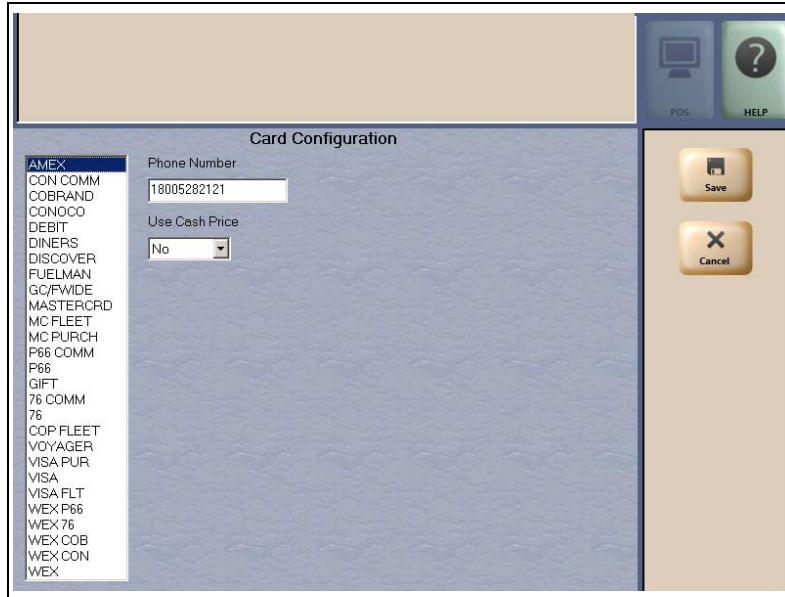 POS
HELP
Card Configuration
AMEX
CON COMM
COBRAND
CONOCO
DEBIT
DINERS
DISCOVER
FUELMAN
GC/FWIDE
MASTERCRD
MC FLEET
MC PURCH
P66 COMM
P66
GIFT
76 COMM
76
COP FLEET
VOYAGER
VISA PUR
VISA
VISA FLT
WEX P66
WEX 76
WEX COB
WEX CON
WEX
Phone Number
18005282121
Use Cash Price
No
Save
Cancel